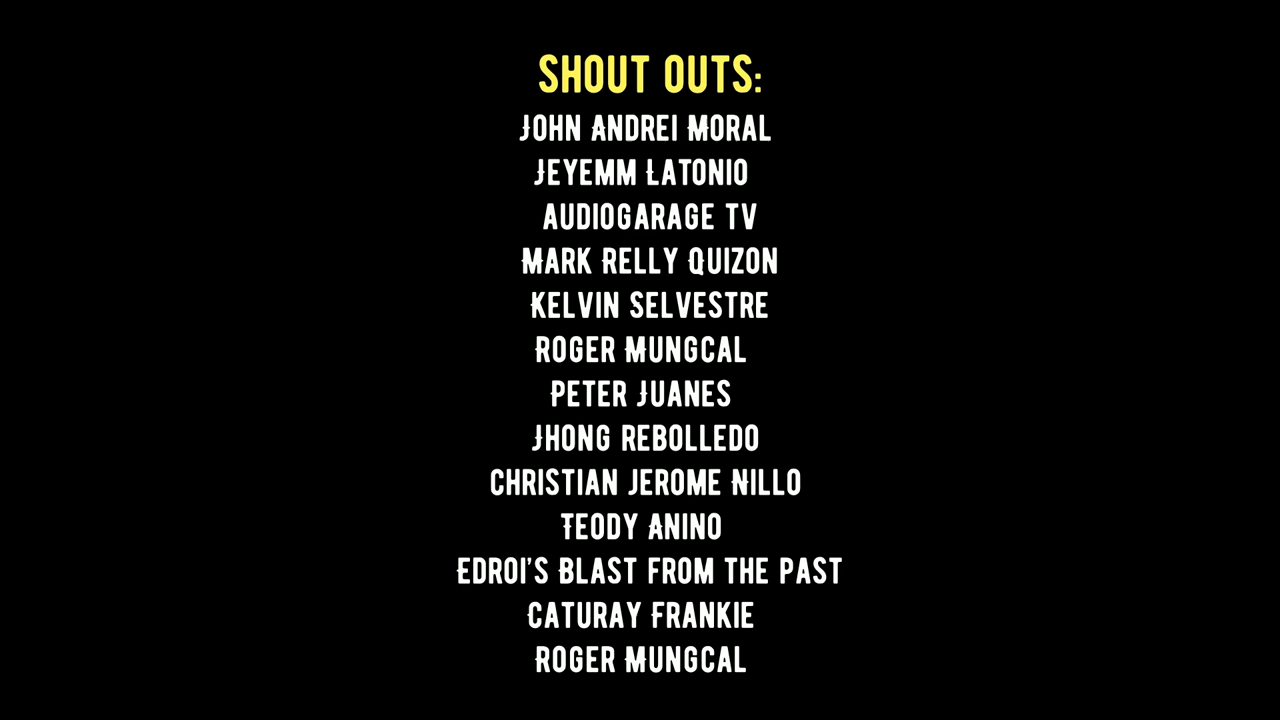 SHOUT OUTS:
JOHN ANDREI MORAL
JEYEMM LATONIO
AUDIOGARAGE TV
MARK RELLY QUIZON
KELVIN SELVESTRE
ROGER MUNGCAL
PETER JUANES
JHONG REBOLLEDO
CHRISTIAN JEROME NILLO
TEODY ANINO
EDROI'S BLAST FROM THE PAST
CATURAY FRANKIE
ROGER MUNGCAL